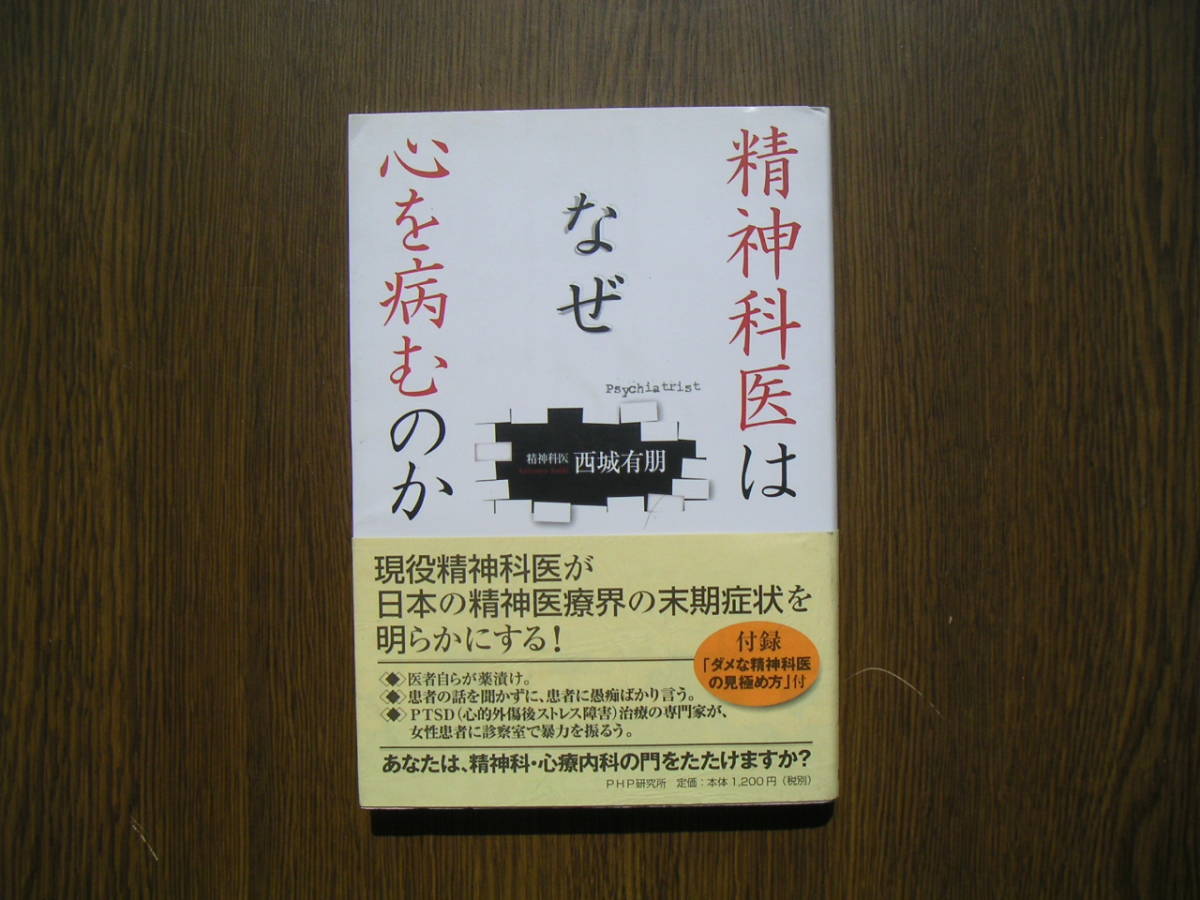 精神科医は
なぜ
心を病むのか
Psychiatrist
精神科医 西城有朋
現役精神科医が
日本の精神医療界の末期症状を
明らかにする!
付録
「ダメな精神科医
の見極め方」付
◆医者自らが薬漬け。
◆患者の話を聞かずに、患者に愚痴ばかり言う。
◆PTSD(心的外傷後ストレス障害)治療の専門家が、
女性患者に診察室で暴力を振るう。
あなたは、精神科・心療内科の門をたたけますか?
PHP研究所 定価:本体1,200円(税別)